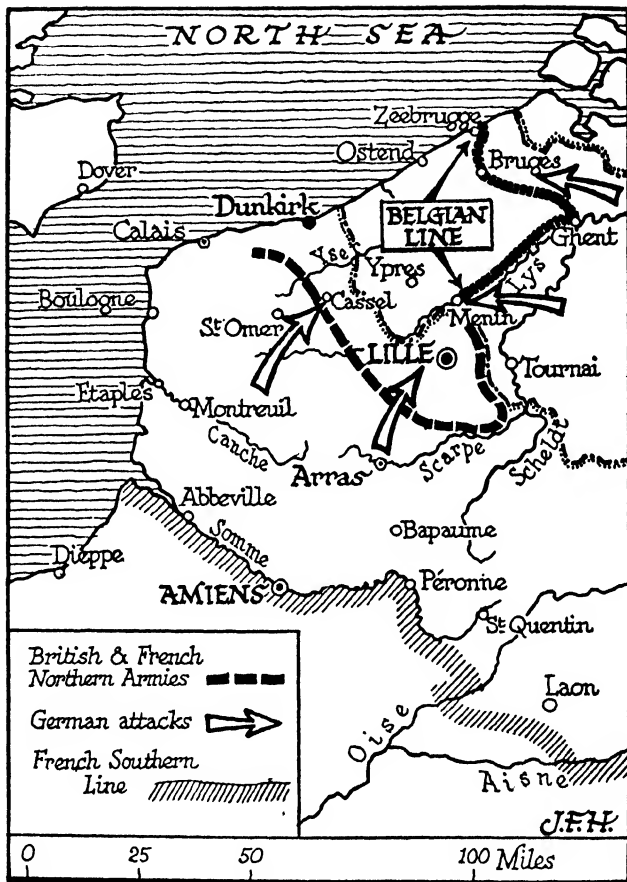 NORTH SEA
Zeebrugge
Ostend
Bruges
Dover
Dunkirk
BELGIAN
LINE
Ghent
Calais
Yse
Ypres
Lys
Boulogne
Cassel
St Omer
Menin
LILLE
Tournai
Etaples
Montreuil
Canche
Arras
Scarpe
Scheldt
Abbeville
Somme
Bapaume
Dieppe
AMIENS
Péronne
St Quentin
British & French
Northern Armies
German attacks
French Southern
Line
Laon
Oise
Aisne
J.F.H.
0 25 50 100 Miles